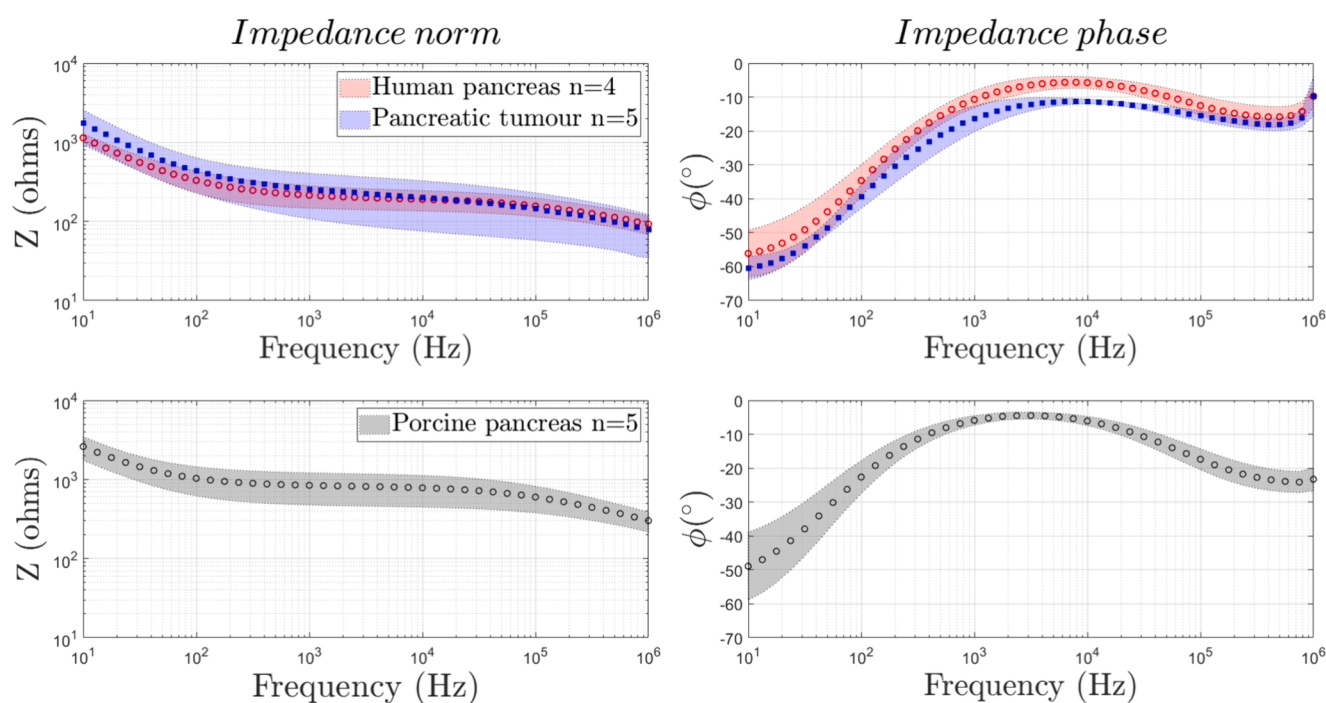 Impedance norm
Impedance phase
Z (ohms)
10^4
10^3
10^2
10^1
Human pancreas n=4
Pancreatic tumour n=5
10^1 10^2 10^3 10^4 10^5 10^6
Frequency (Hz)
ϕ(°)
0
-10
-20
-30
-40
-50
-60
-70
10^1 10^2 10^3 10^4 10^5 10^6
Frequency (Hz)
Z (ohms)
10^4
10^3
10^2
10^1
Porcine pancreas n=5
10^1 10^2 10^3 10^4 10^5 10^6
Frequency (Hz)
ϕ(°)
0
-10
-20
-30
-40
-50
-60
-70
10^1 10^2 10^3 10^4 10^5 10^6
Frequency (Hz)